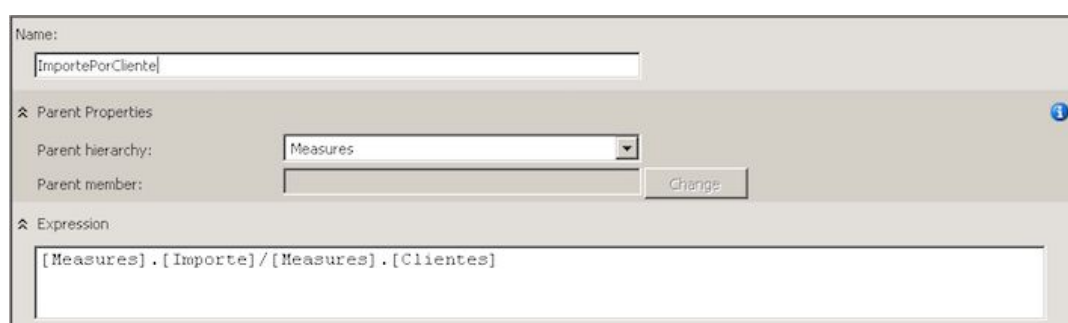 Name:
ImportePorCliente
Parent Properties
Parent hierarchy:
Measures
Parent member:
Change
Expression
[Measures].[Importe]/[Measures].[Clientes]